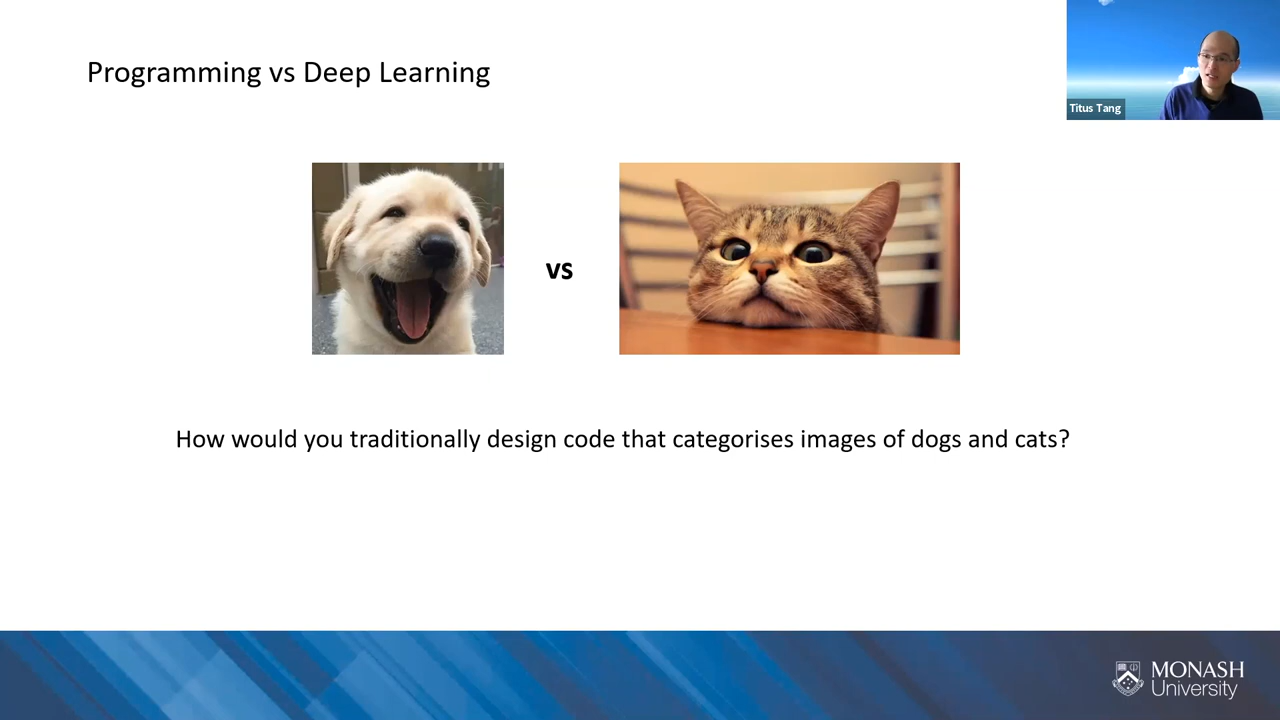 Programming vs Deep Learning
Titus Tang
vs
How would you traditionally design code that categorises images of dogs and cats?
MONASH
University